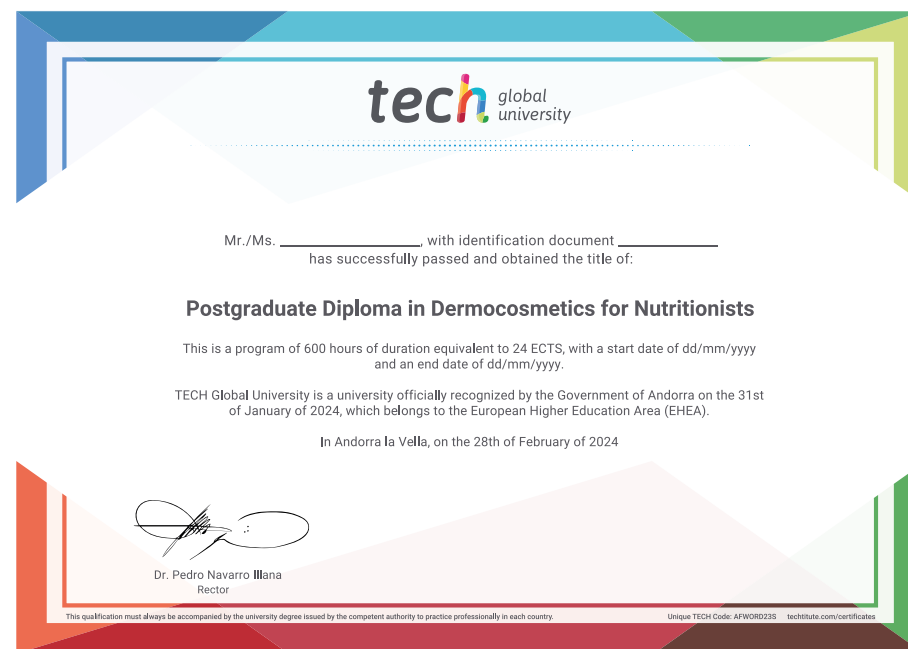 tech global university
Mr./Ms. ____________________, with identification document ______________
has successfully passed and obtained the title of:
Postgraduate Diploma in Dermocosmetics for Nutritionists
This is a program of 600 hours of duration equivalent to 24 ECTS, with a start date of dd/mm/yyyy
and an end date of dd/mm/yyyy.
TECH Global University is a university officially recognized by the Government of Andorra on the 31st
of January of 2024, which belongs to the European Higher Education Area (EHEA).
In Andorra la Vella, on the 28th of February of 2024
Dr. Pedro Navarro Illana
Rector
This qualification must always be accompanied by the university degree issued by the competent authority to practice professionally in each country. Unique TECH Code: AFWORD23S techtitute.com/certificates